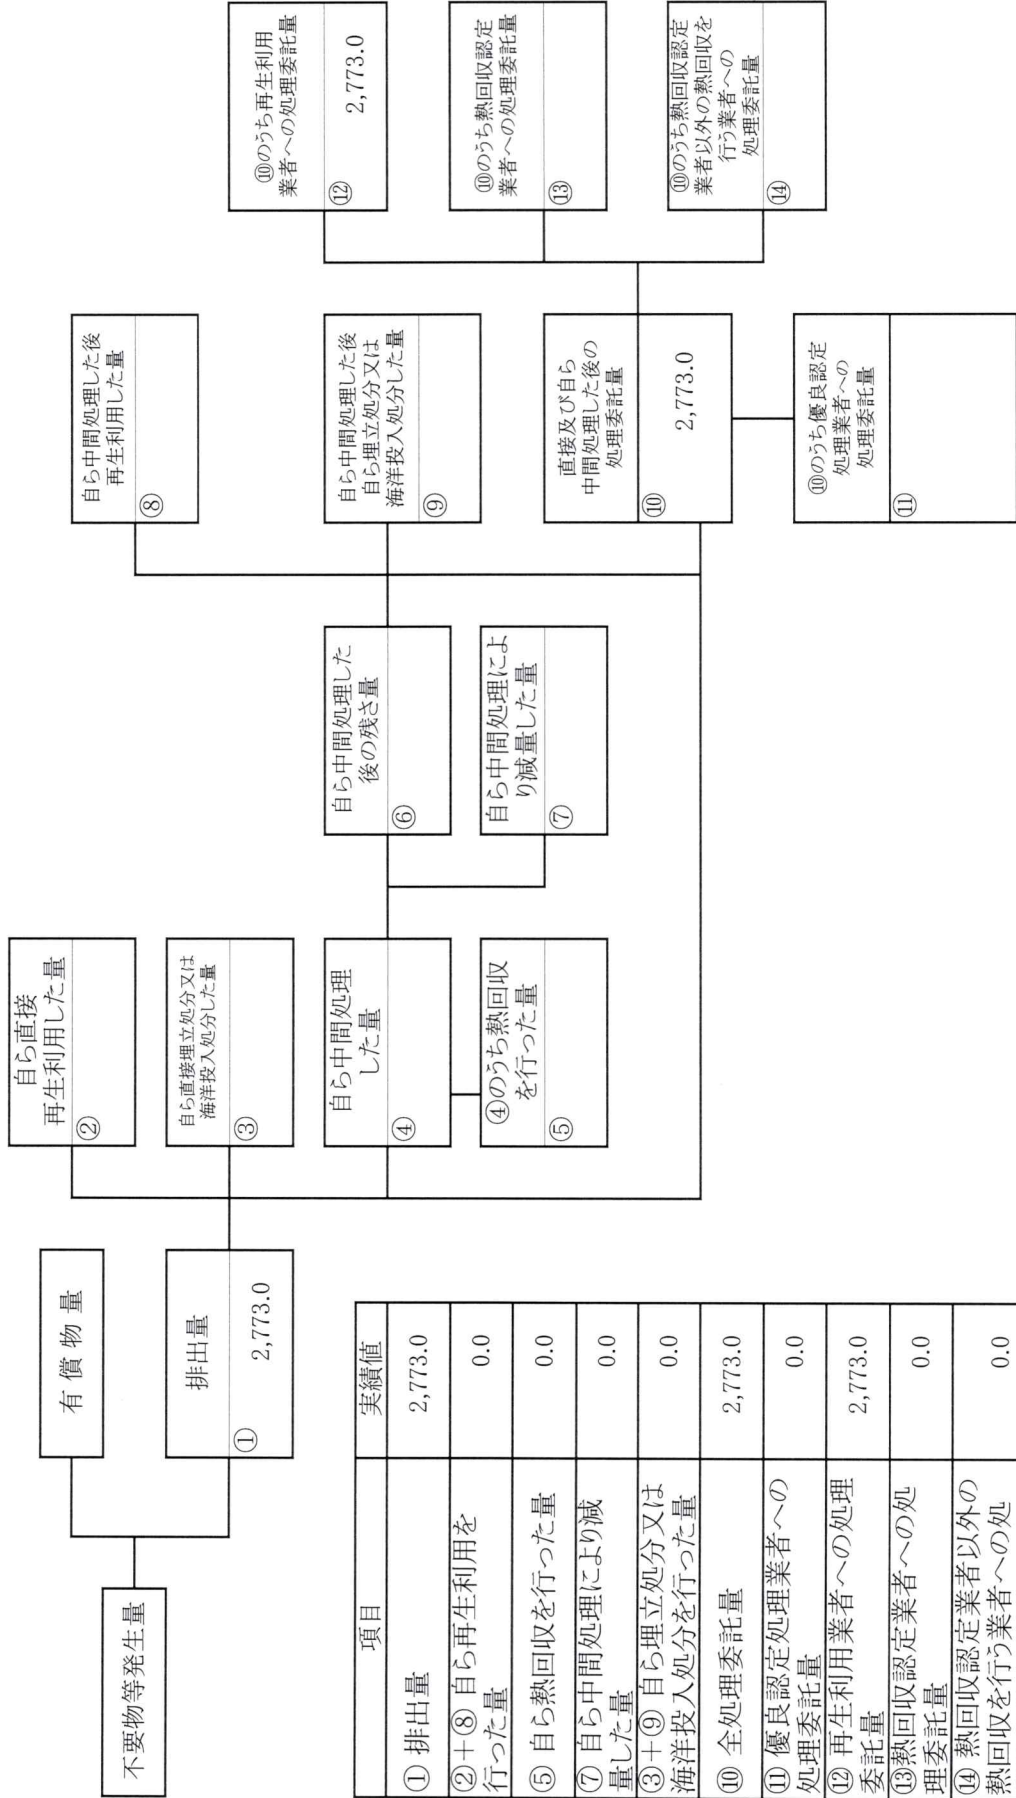 不要物等発生量
有償物量
排出量
①
2,773.0
自ら直接
再生利用した量
②
自ら直接埋立処分又は
海洋投入処分した量
③
自ら中間処理
した量
④
④のうち熱回収
を行った量
⑤
自ら中間処理した
後の残さ量
⑥
自ら中間処理によ
り減量した量
⑦
自ら中間処理した後
再生利用した量
⑧
自ら中間処理した後
自ら埋立処分又は
海洋投入処分した量
⑨
直接及び自ら
中間処理した後の
処理委託量
⑩
2,773.0
⑩のうち優良認定
処理業者への
処理委託量
⑪
⑩のうち再生利用
業者への処理委託量
⑫
2,773.0
⑩のうち熱回収認定
業者への処理委託量
⑬
⑩のうち熱回収認定
業者以外の熱回収を
行う業者への
処理委託量
⑭
項目 実績値
① 排出量 2,773.0
②+⑧ 自ら再生利用を
行った量 0.0
⑤ 自ら熱回収を行った量 0.0
⑦ 自ら中間処理により減
量した量 0.0
③+⑨ 自ら埋立処分又は
海洋投入処分を行った量 0.0
⑩ 全処理委託量 2,773.0
⑪ 優良認定処理業者への
処理委託量 0.0
⑫ 再生利用業者への処理
委託量 2,773.0
⑬熱回収認定業者への処
理委託量 0.0
⑭ 熱回収認定業者以外の
熱回収を行う業者への処 0.0